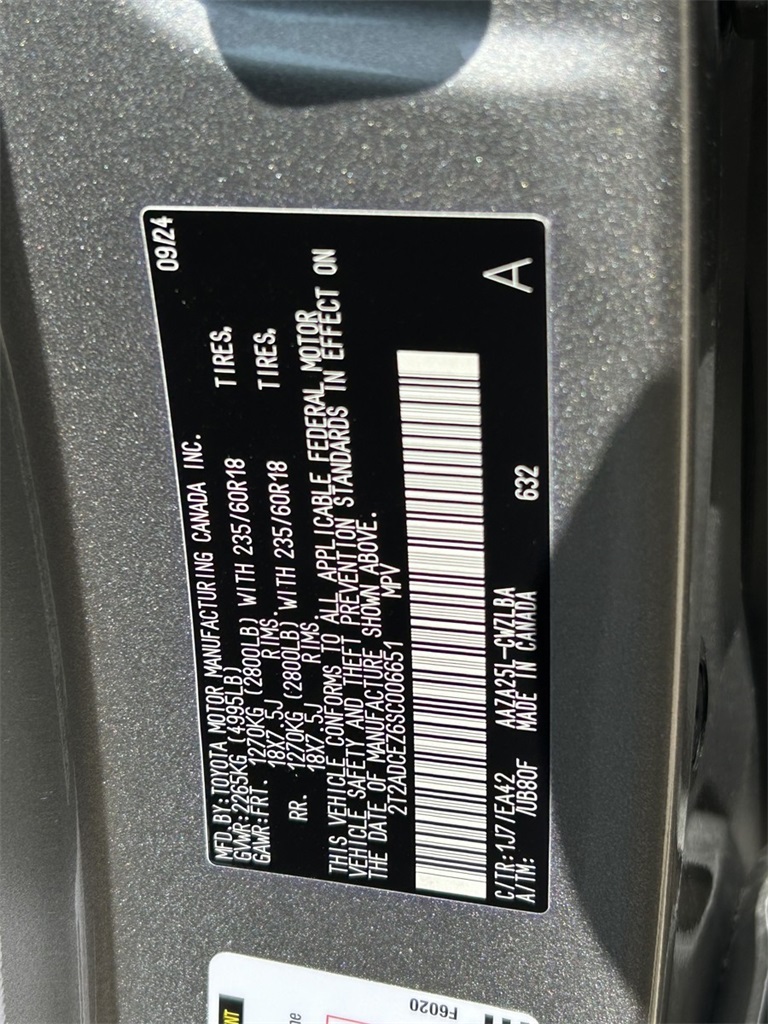 MFD. BY: TOYOTA MOTOR MANUFACTURING CANADA INC. 09/24
GVWR: 2265KG (4995LB)
GAWR: FRT. 1270KG (2800LB) WITH 235/60R18 TIRES,
18X7.5J RIMS.
RR. 1270KG (2800LB) WITH 235/60R18 TIRES,
18X7.5J RIMS.
THIS VEHICLE CONFORMS TO ALL APPLICABLE FEDERAL MOTOR
VEHICLE SAFETY AND THEFT PREVENTION STANDARDS IN EFFECT ON
THE DATE OF MANUFACTURE SHOWN ABOVE.
2T2ADCEZ6SC006651 MPV
C/TR:1J7/EA42 AAZA25L-CWZLBA A
A/TM: /UB80F MADE IN CANADA 632
F6020